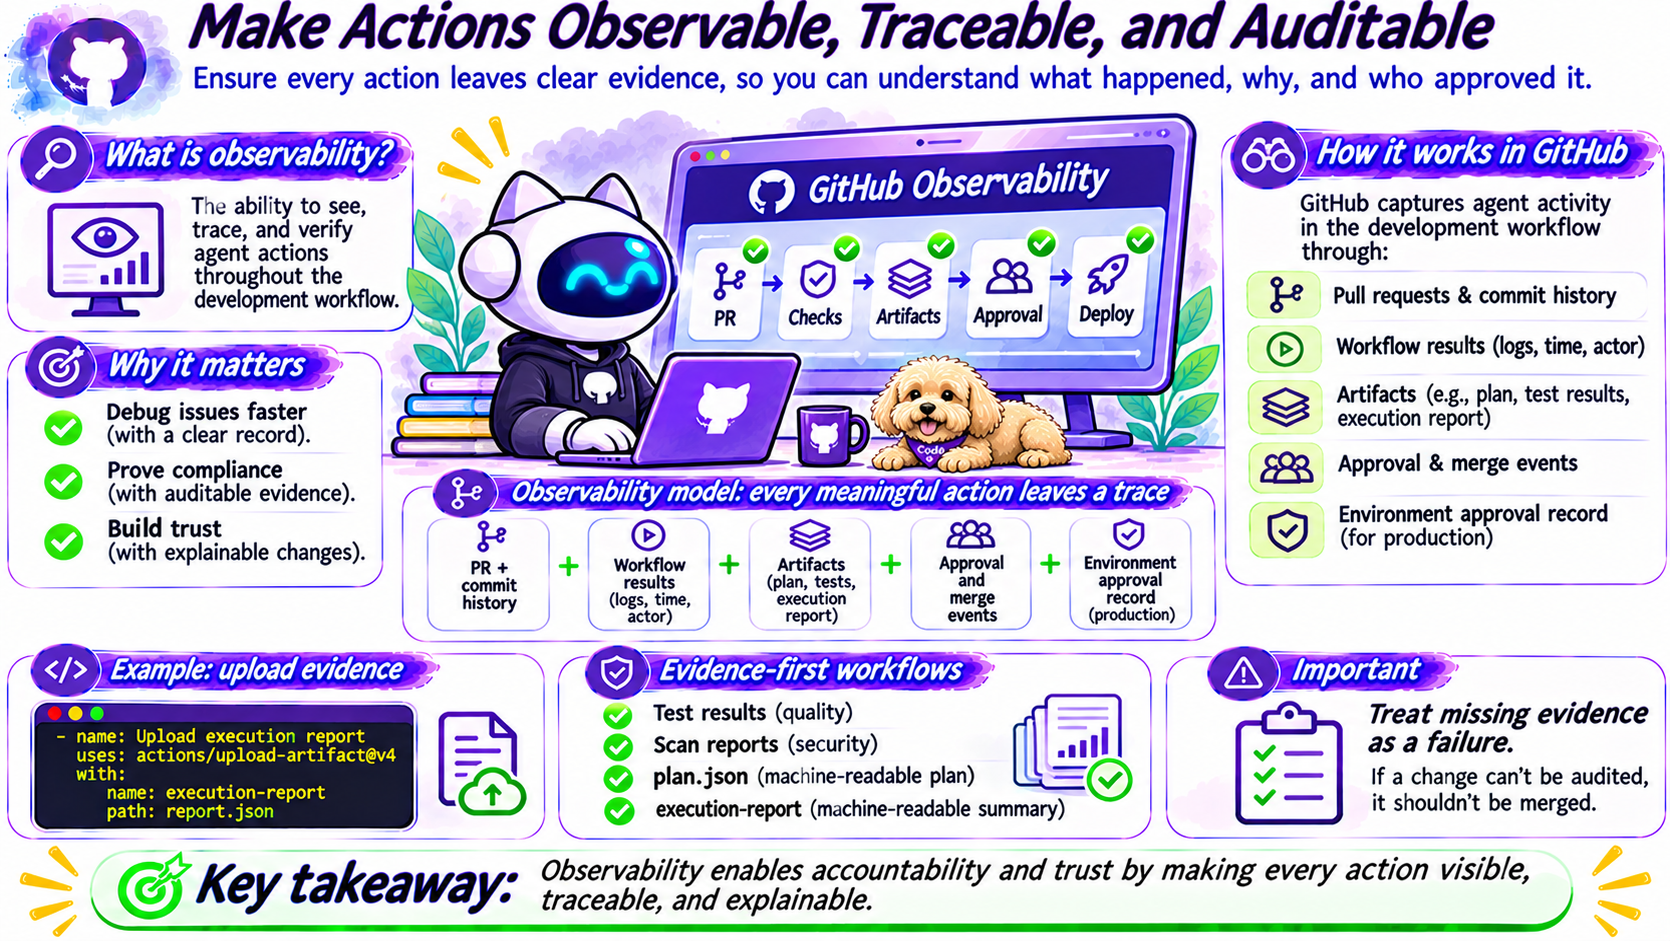 Make Actions Observable, Traceable, and Auditable
Ensure every action leaves clear evidence, so you can understand what happened, why, and who approved it.
What is observability?
The ability to see,
trace, and verify
agent actions
throughout the
development workflow.
Why it matters
Debug issues faster
(with a clear record).
Prove compliance
(with auditable evidence).
Build trust
(with explainable changes).
GitHub Observability
PR
Checks
Artifacts
Approval
Deploy
Coda
How it works in GitHub
GitHub captures agent activity
in the development workflow
through:
Pull requests & commit history
Workflow results (logs, time, actor)
Artifacts (e.g., plan, test results,
execution report)
Approval & merge events
Environment approval record
(for production)
Observability model: every meaningful action leaves a trace
PR +
commit
history
+
Workflow
results
(logs, time,
actor)
+
Artifacts
(plan, tests,
execution
report)
+
Approval
and
merge
events
+
Environment
approval
record
(production)
</> Example: upload evidence
- name: Upload execution report
uses: actions/upload-artifact@v4
with:
name: execution-report
path: report.json
Evidence-first workflows
Test results (quality)
Scan reports (security)
plan.json (machine-readable plan)
execution-report (machine-readable summary)
Important
Treat missing evidence
as a failure.
If a change can't be audited,
it shouldn't be merged.
Key takeaway:
Observability enables accountability and trust by making every action visible,
traceable, and explainable.